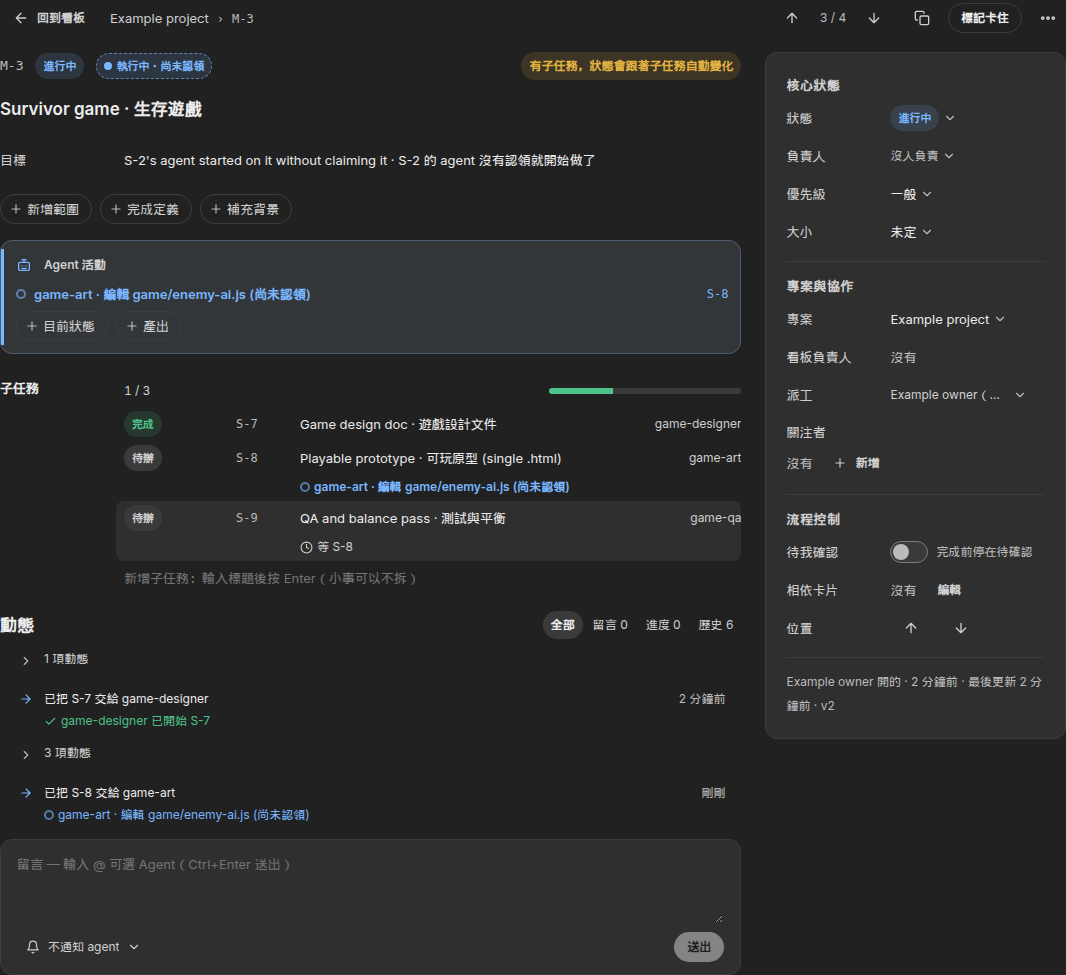 回到看板 Example project › M-3 3 / 4 標記卡住
M-3 進行中 執行中 · 尚未認領 有子任務，狀態會跟著子任務自動變化
Survivor game · 生存遊戲
目標 S-2's agent started on it without claiming it · S-2 的 agent 沒有認領就開始做了
新增範圍 完成定義 補充背景
Agent 活動
game-art · 編輯 game/enemy-ai.js (尚未認領) S-8
目前狀態 產出
子任務 1 / 3
完成 S-7 Game design doc · 遊戲設計文件 game-designer
待辦 S-8 Playable prototype · 可玩原型 (single .html) game-art
game-art · 編輯 game/enemy-ai.js (尚未認領)
待辦 S-9 QA and balance pass · 測試與平衡 game-qa
等 S-8
新增子任務：輸入標題後按 Enter（小事可以不拆）
動態 全部 留言 0 進度 0 歷史 6
1 項動態
已把 S-7 交給 game-designer 2 分鐘前
game-designer 已開始 S-7
3 項動態
已把 S-8 交給 game-art 剛剛
game-art · 編輯 game/enemy-ai.js (尚未認領)
留言 — 輸入 @ 可選 Agent（Ctrl+Enter 送出）
不通知 agent 送出
核心狀態
狀態 進行中
負責人 沒人負責
優先級 一般
大小 未定
專案與協作
專案 Example project
看板負責人 沒有
派工 Example owner (...
關注者
沒有 新增
流程控制
待我確認 完成前停在待確認
相依卡片 沒有 編輯
位置
Example owner 開的 · 2 分鐘前 · 最後更新 2 分
鐘前 · v2